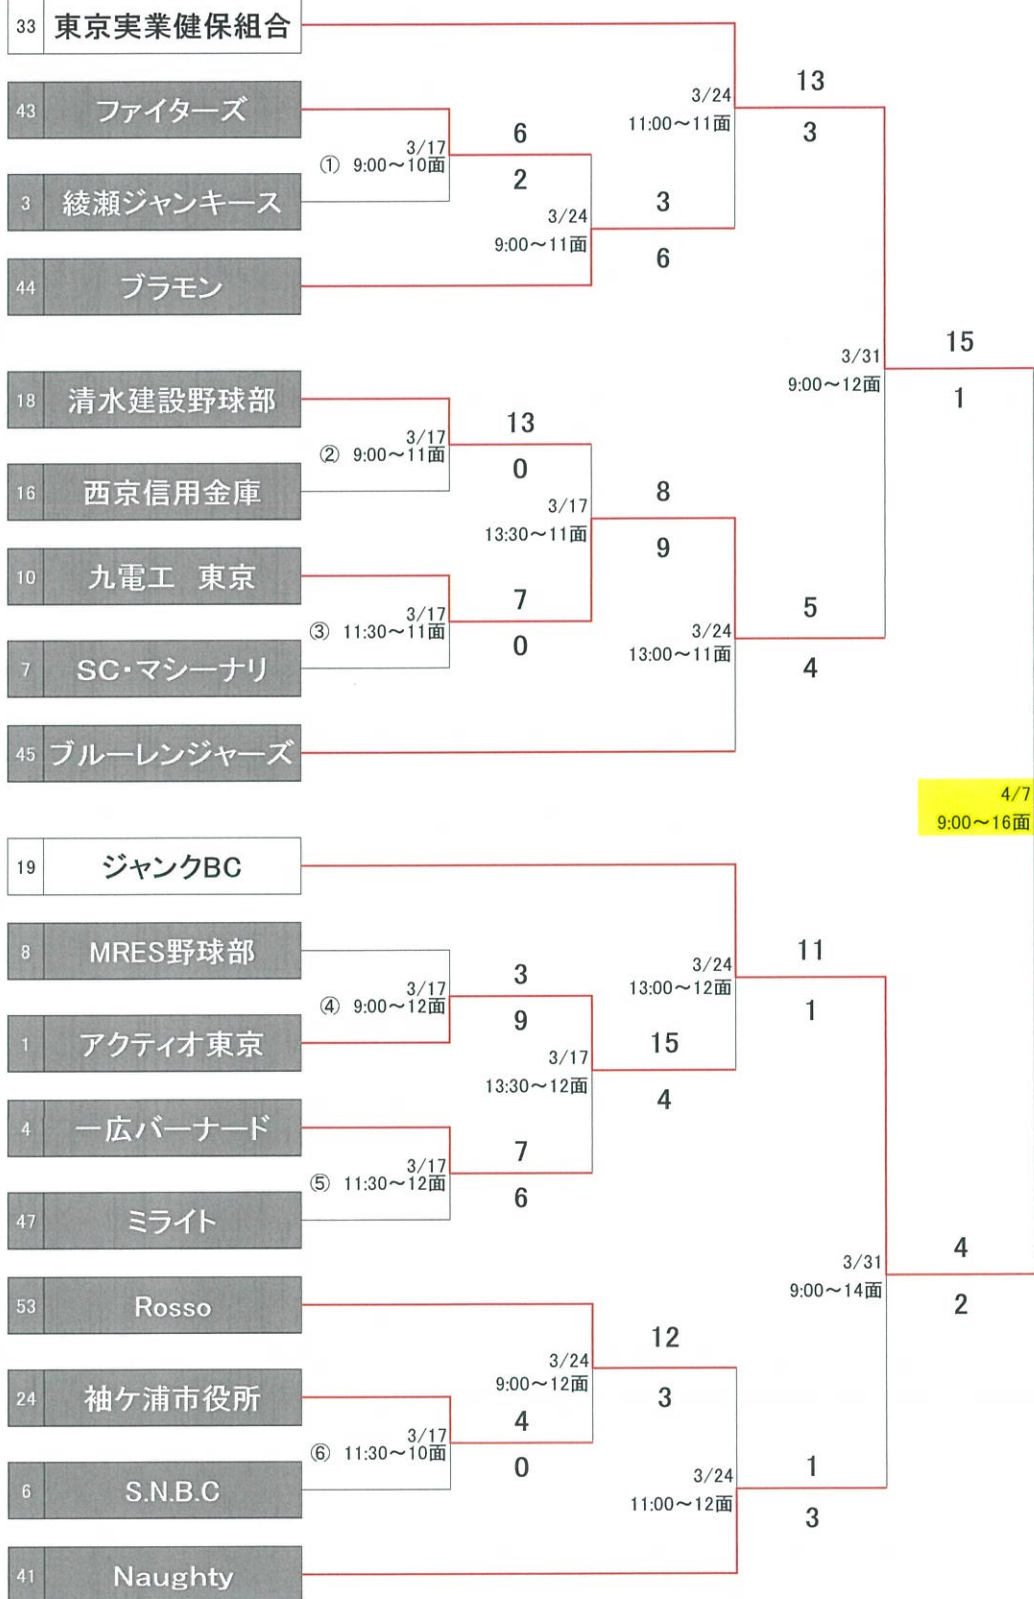 33 東京実業健保組合
13
3/24
11:00～11面
3
43 ファイターズ
6
3/17
① 9:00～10面
2
3 綾瀬ジャンキース
3
3/24
9:00～11面
6
44 ブラモン
15
3/31
9:00～12面
1
18 清水建設野球部
13
3/17
② 9:00～11面
0
16 西京信用金庫
8
3/17
13:30～11面
9
10 九電工 東京
7
3/17
③ 11:30～11面
0
5
3/24
13:00～11面
4
7 SC・マシーナリ
45 ブルーレンジャーズ
4/7
9:00～16面
19 ジャンクBC
11
3/24
13:00～12面
1
8 MRES野球部
3
3/17
④ 9:00～12面
9
1 アクティオ東京
15
3/17
13:30～12面
4
4 一広バーナード
7
3/17
⑤ 11:30～12面
6
47 ミライト
4
3/31
9:00～14面
2
53 Rosso
12
3/24
9:00～12面
3
24 袖ケ浦市役所
4
3/17
⑥ 11:30～10面
0
6 S.N.B.C
1
3/24
11:00～12面
3
41 Naughty